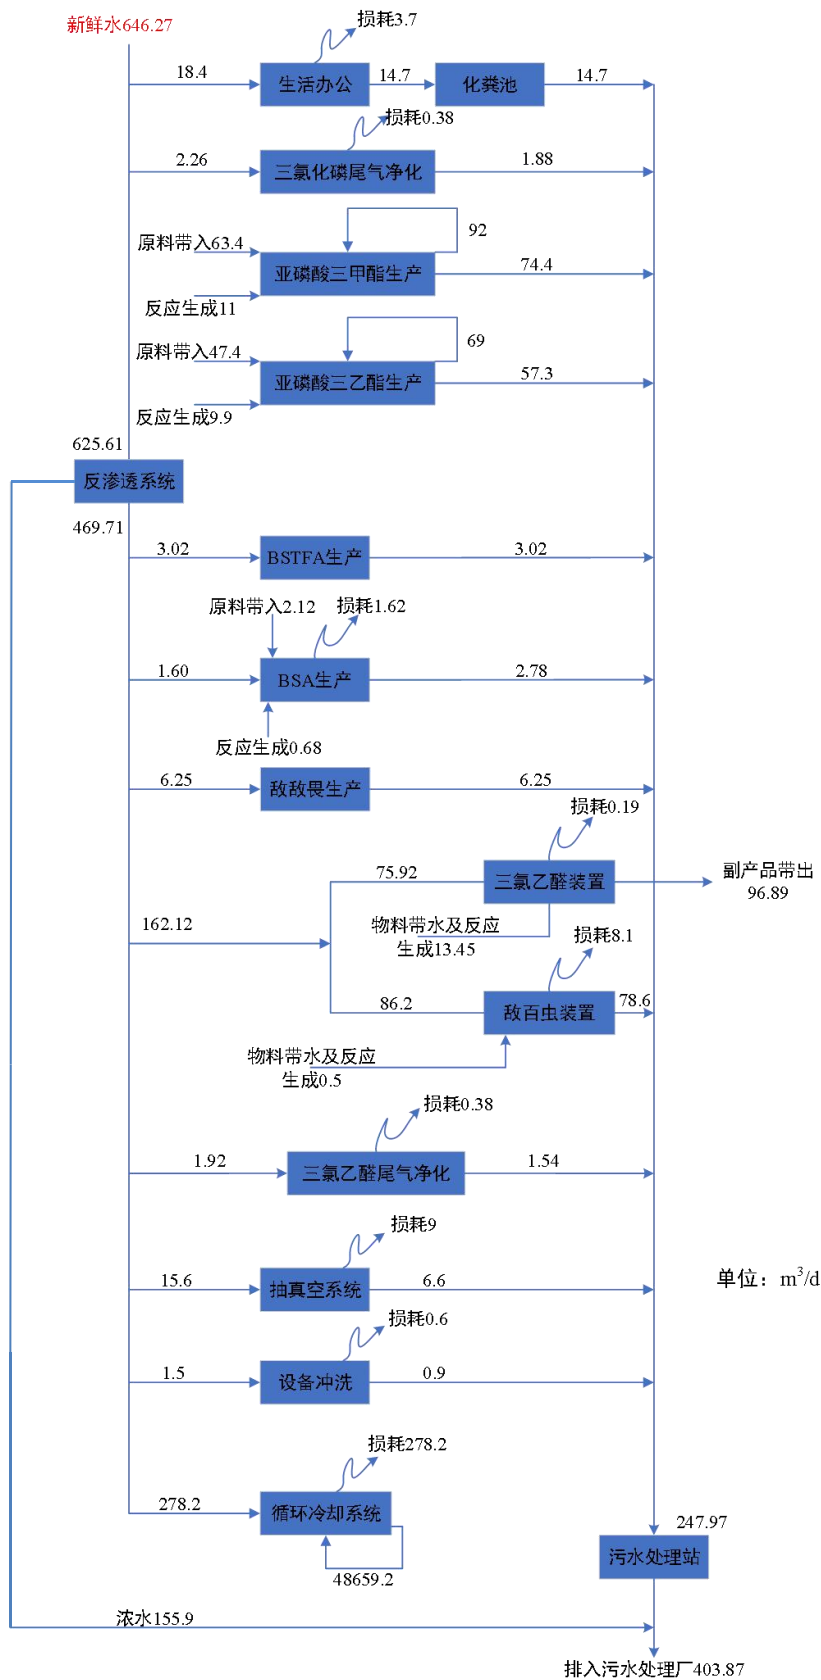 新鲜水646.27
损耗3.7
18.4
生活办公
14.7
化粪池
14.7
损耗0.38
2.26
三氯化磷尾气净化
1.88
原料带入63.4
92
亚磷酸三甲酯生产
74.4
反应生成11
原料带入47.4
69
亚磷酸三乙酯生产
57.3
反应生成9.9
625.61
反渗透系统
469.71
3.02
BSTFA生产
3.02
原料带入2.12
损耗1.62
1.60
BSA生产
2.78
反应生成0.68
6.25
敌敌畏生产
6.25
损耗0.19
75.92
三氯乙醛装置
副产品带出
96.89
162.12
物料带水及反应
生成13.45
损耗8.1
86.2
敌百虫装置
78.6
物料带水及反应
生成0.5
损耗0.38
1.92
三氯乙醛尾气净化
1.54
损耗9
15.6
抽真空系统
6.6
单位：m³/d
损耗0.6
1.5
设备冲洗
0.9
损耗278.2
278.2
循环冷却系统
247.97
污水处理站
48659.2
浓水155.9
排入污水处理厂403.87